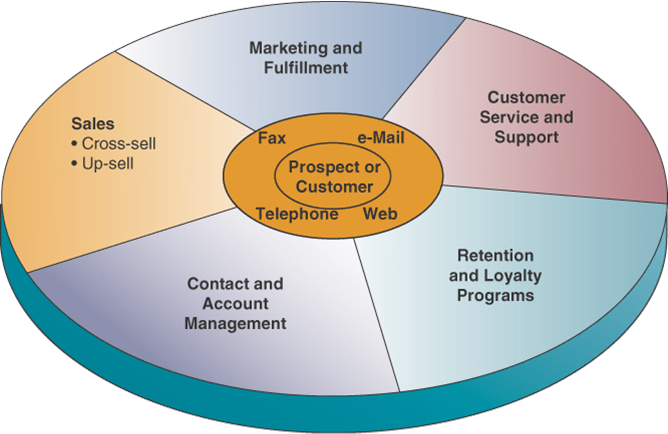 Marketing and
Fulfillment
Customer
Service and
Support
Sales
• Cross-sell
• Up-sell
Fax e-Mail
Prospect or
Customer
Telephone Web
Retention
and Loyalty
Programs
Contact and
Account
Management